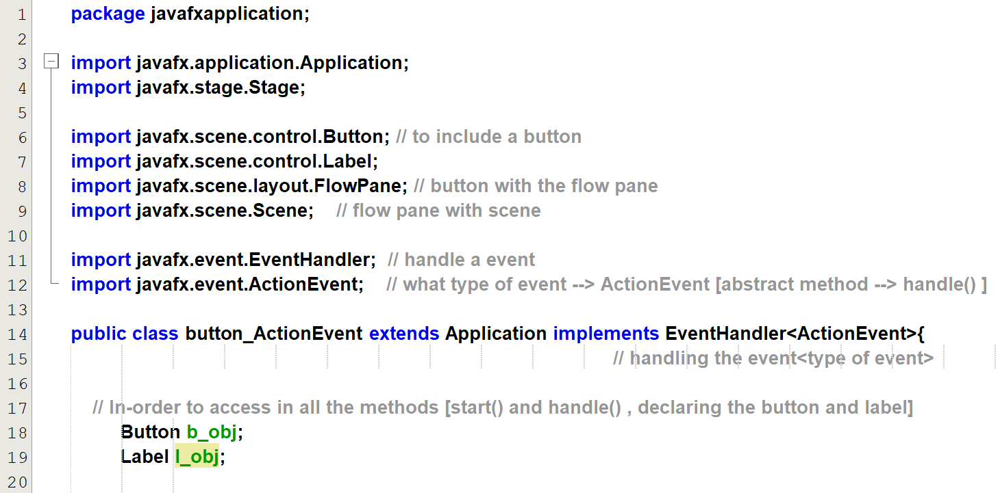 1 package javafxapplication;
2
3 import javafx.application.Application;
4 import javafx.stage.Stage;
5
6 import javafx.scene.control.Button; // to include a button
7 import javafx.scene.control.Label;
8 import javafx.scene.layout.FlowPane; // button with the flow pane
9 import javafx.scene.Scene; // flow pane with scene
10
11 import javafx.event.EventHandler; // handle a event
12 import javafx.event.ActionEvent; // what type of event --> ActionEvent [abstract method --> handle() ]
13
14 public class button_ActionEvent extends Application implements EventHandler<ActionEvent>{
15 // handling the event<type of event>
16
17 // In-order to access in all the methods [start() and handle() , declaring the button and label]
18 Button b_obj;
19 Label l_obj;
20